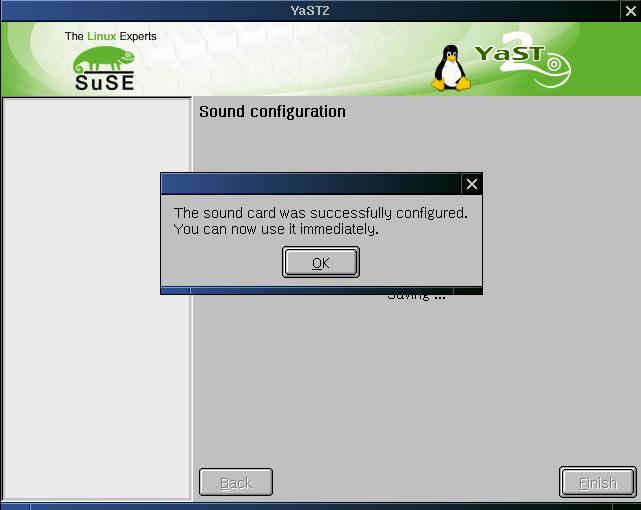 YaST2
The Linux Experts
SuSE
YaST
2
Sound configuration
The sound card was successfully configured.
You can now use it immediately.
OK
Saving ...
Back
Finish